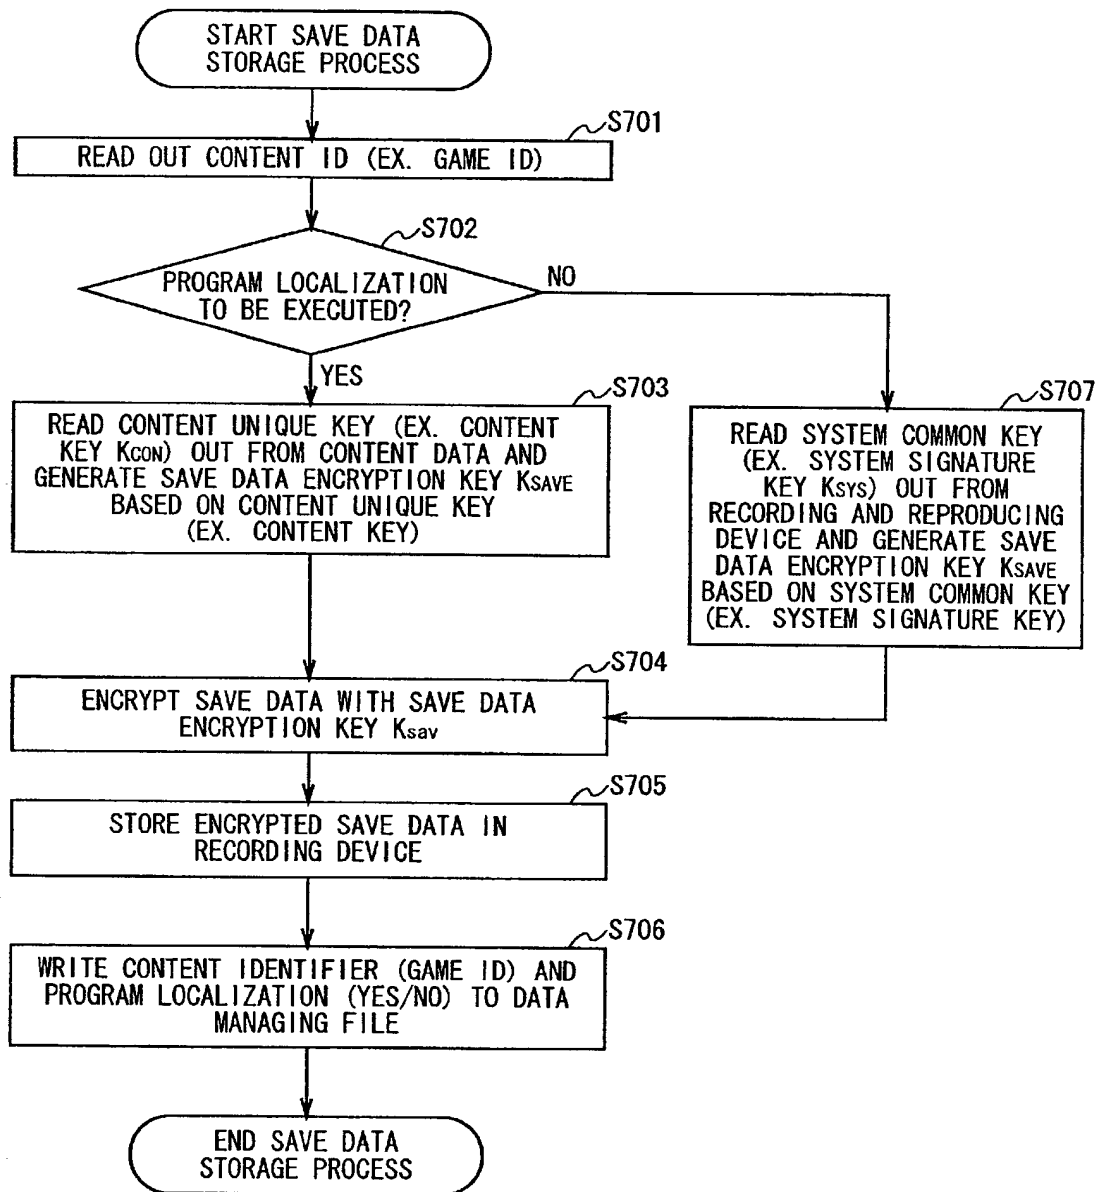 START SAVE DATA
STORAGE PROCESS
S701
READ OUT CONTENT ID (EX. GAME ID)
S702
PROGRAM LOCALIZATION
TO BE EXECUTED?
NO
YES
S703
READ CONTENT UNIQUE KEY (EX. CONTENT
KEY KCON) OUT FROM CONTENT DATA AND
GENERATE SAVE DATA ENCRYPTION KEY KSAVE
BASED ON CONTENT UNIQUE KEY
(EX. CONTENT KEY)
S707
READ SYSTEM COMMON KEY
(EX. SYSTEM SIGNATURE
KEY KSYS) OUT FROM
RECORDING AND REPRODUCING
DEVICE AND GENERATE SAVE
DATA ENCRYPTION KEY KSAVE
BASED ON SYSTEM COMMON KEY
(EX. SYSTEM SIGNATURE KEY)
S704
ENCRYPT SAVE DATA WITH SAVE DATA
ENCRYPTION KEY Ksav
S705
STORE ENCRYPTED SAVE DATA IN
RECORDING DEVICE
S706
WRITE CONTENT IDENTIFIER (GAME ID) AND
PROGRAM LOCALIZATION (YES/NO) TO DATA
MANAGING FILE
END SAVE DATA
STORAGE PROCESS